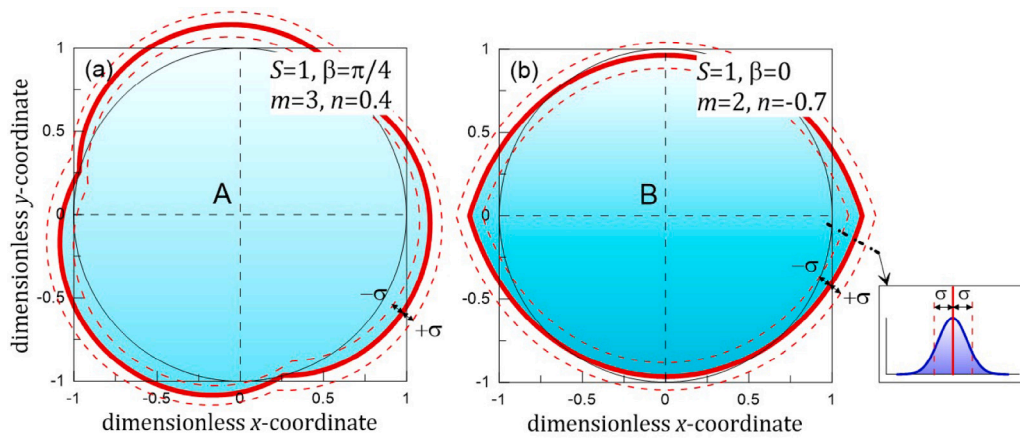 (a)
S=1, β=π/4
m=3, n=0.4
A
−σ
+σ
1
0.5
0
-0.5
-1
-1
-0.5
0
0.5
1
dimensionless x-coordinate
dimensionless y-coordinate
(b)
S=1, β=0
m=2, n=-0.7
B
−σ
+σ
1
0.5
0
-0.5
-1
-1
-0.5
0
0.5
1
dimensionless x-coordinate
σ σ